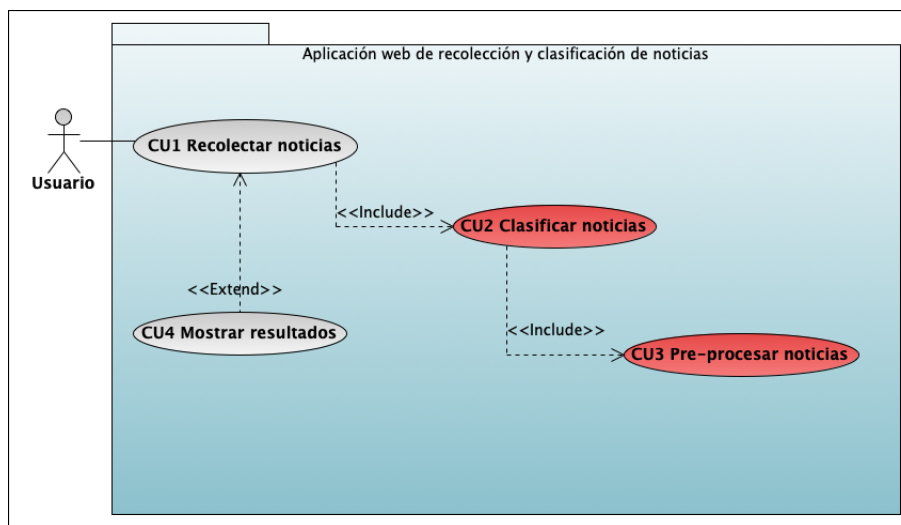 Aplicación web de recolección y clasificación de noticias
CU1 Recolectar noticias
Usuario
<<Include>>
CU2 Clasificar noticias
<<Extend>>
CU4 Mostrar resultados
<<Include>>
CU3 Pre-procesar noticias